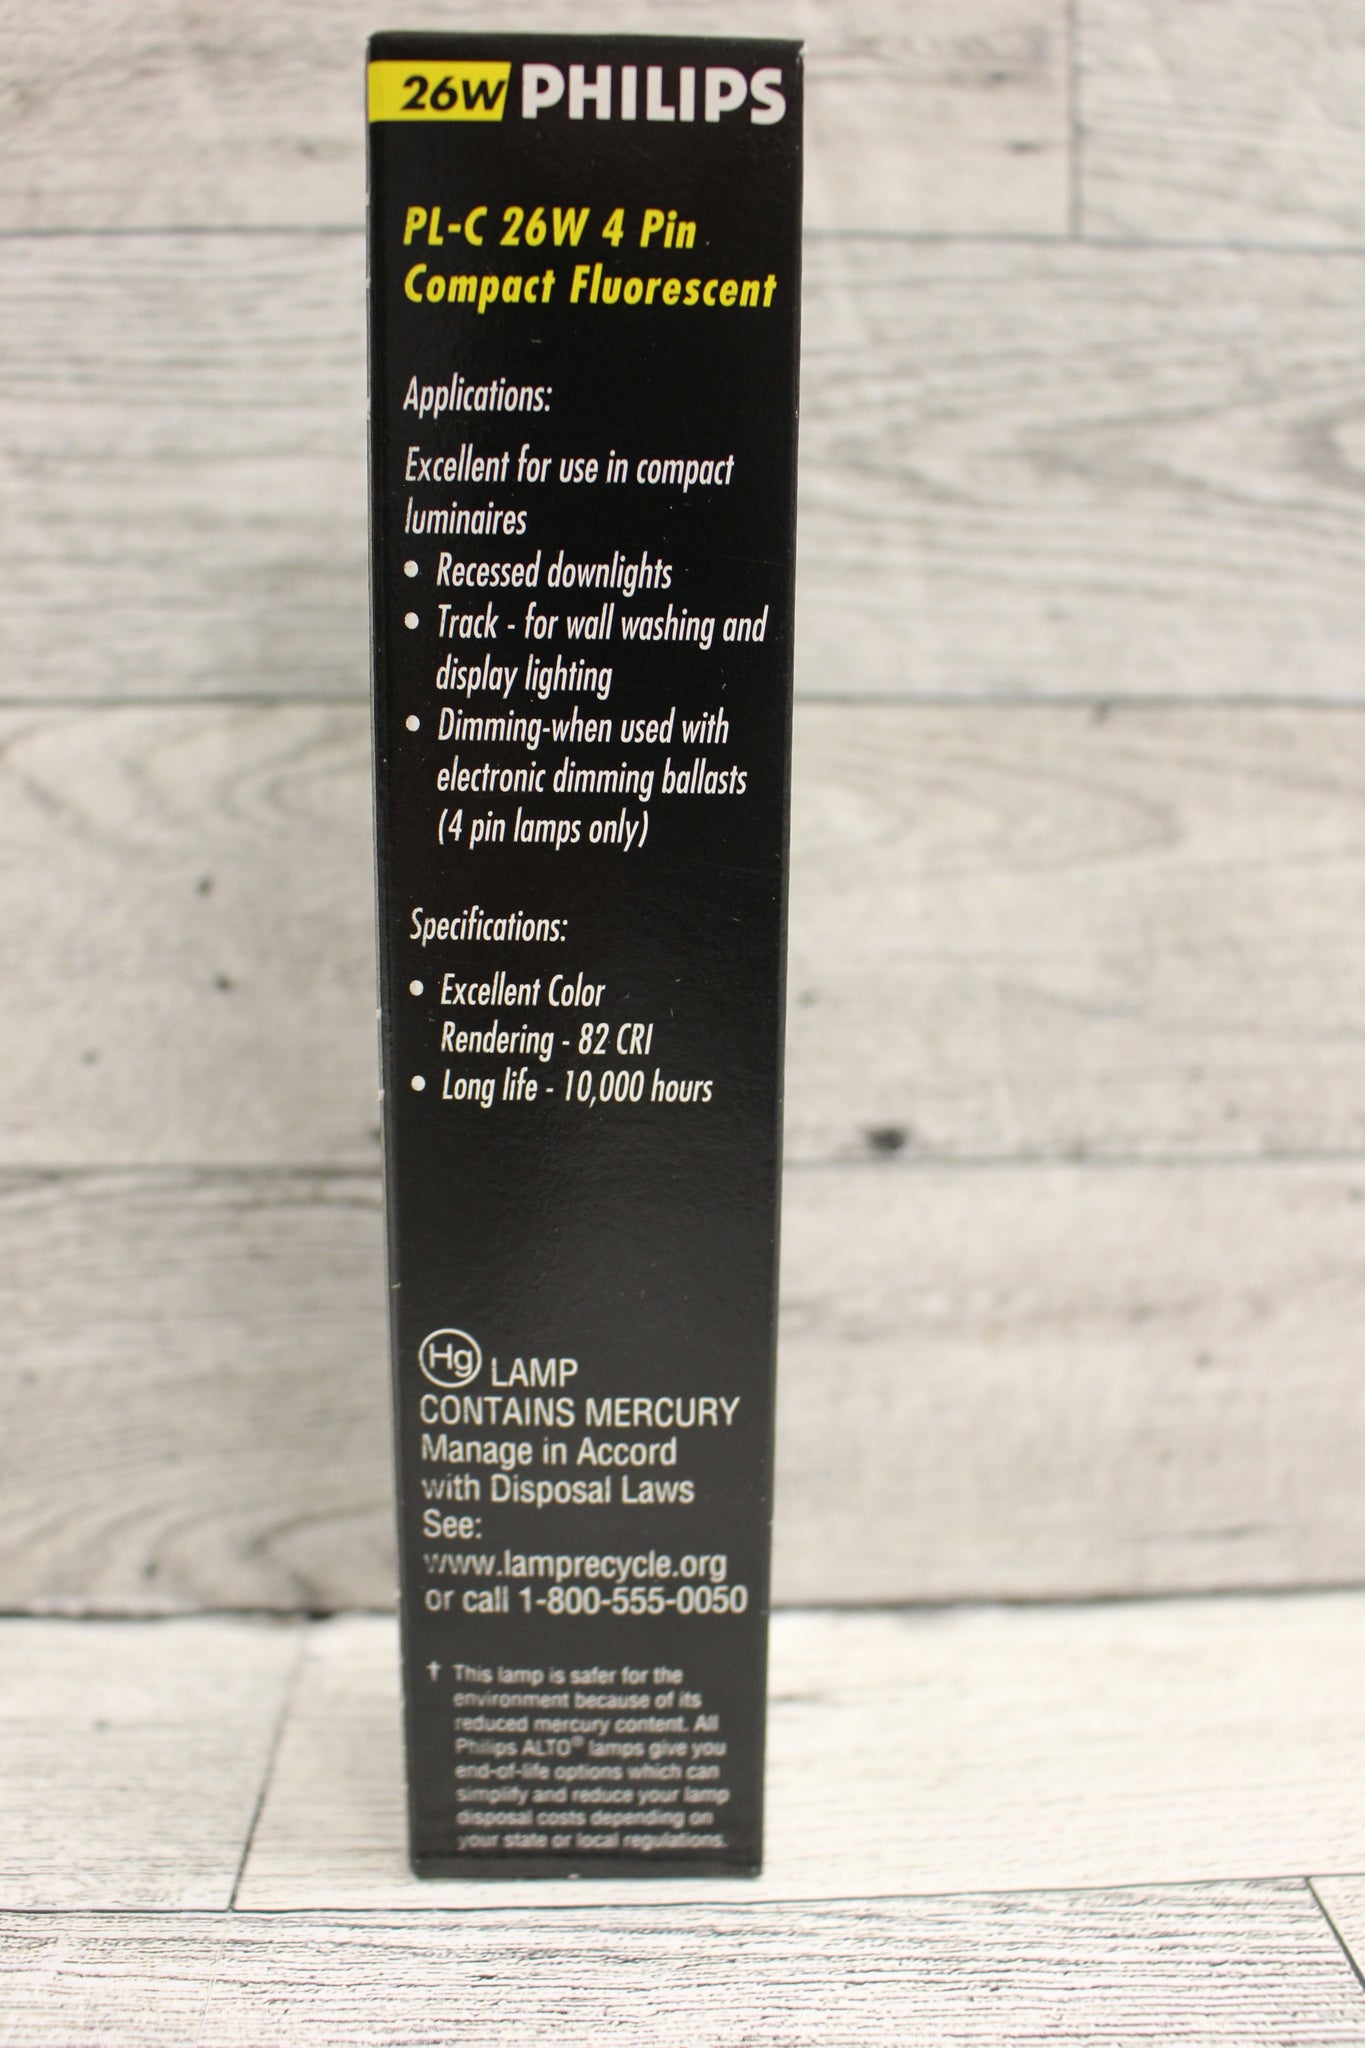 26W PHILIPS
PL-C 26W 4 Pin
Compact Fluorescent
Applications:
Excellent for use in compact
luminaires
• Recessed downlights
• Track - for wall washing and
display lighting
• Dimming-when used with
electronic dimming ballasts
(4 pin lamps only)
Specifications:
• Excellent Color
Rendering - 82 CRI
• Long life - 10,000 hours
Hg LAMP
CONTAINS MERCURY
Manage in Accord
with Disposal Laws
See:
www.lamprecycle.org
or call 1-800-555-0050
† This lamp is safer for the
environment because of its
reduced mercury content. All
Philips ALTO® lamps give you
end-of-life options which can
simplify and reduce your lamp
disposal costs depending on
your state or local regulations.